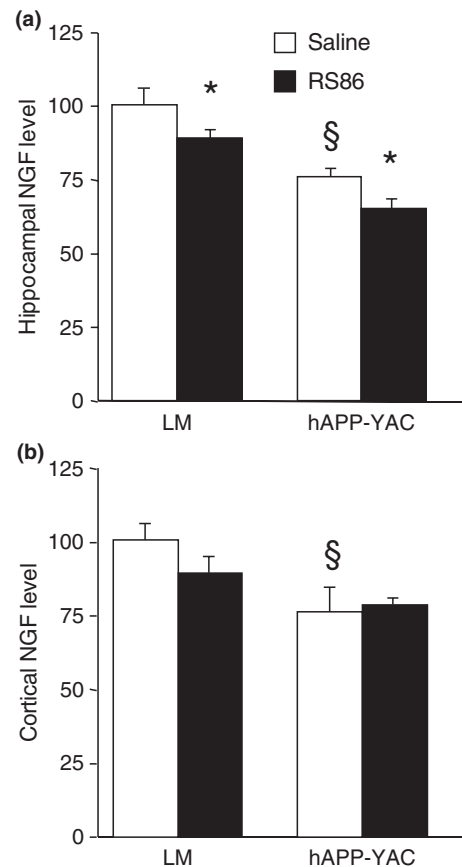 (a)
125
100
75
50
25
0
Hippocampal NGF level
Saline
RS86
*
§
*
LM hAPP-YAC
(b)
125
100
75
50
25
0
Cortical NGF level
§
LM hAPP-YAC